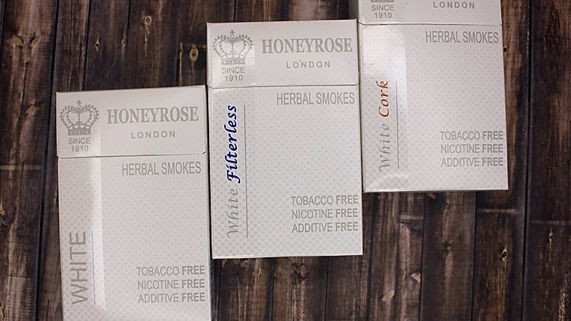 HONEYROSE
LONDON
SINCE
1910
HERBAL SMOKES
WHITE
TOBACCO FREE
NICOTINE FREE
ADDITIVE FREE
HONEYROSE
LONDON
SINCE
1910
HERBAL SMOKES
White Filterless
TOBACCO FREE
NICOTINE FREE
ADDITIVE FREE
LONDON
SINCE
1910
HERBAL SMOKES
White Cork
TOBACCO FREE
NICOTINE FREE
ADDITIVE FREE